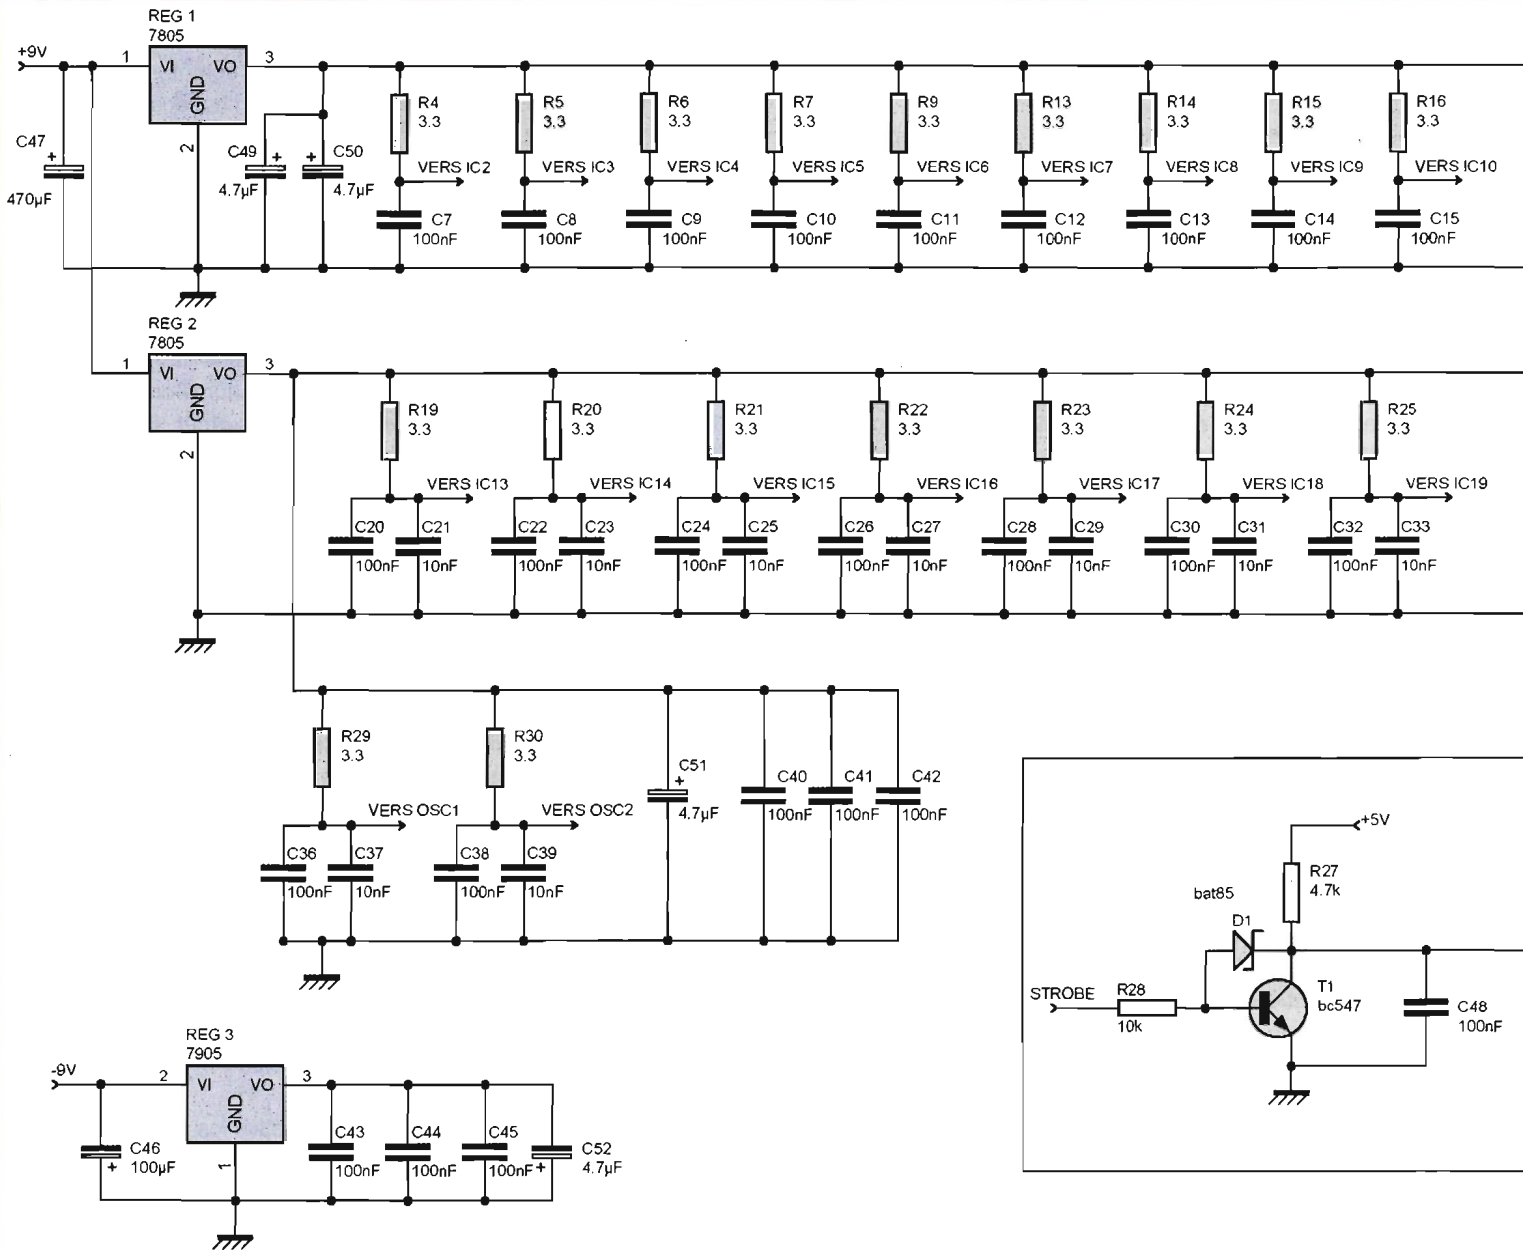 REG 1
7805
+9V
1
VI
VO
GND
3
2
C47
+
470µF
C49
+
4.7µF
+
C50
4.7µF
R4
3.3
VERS IC2
C7
100nF
R5
3.3
VERS IC3
C8
100nF
R6
3.3
VERS IC4
C9
100nF
R7
3.3
VERS IC5
C10
100nF
R9
3.3
VERS IC6
C11
100nF
R13
3.3
VERS IC7
C12
100nF
R14
3.3
VERS IC8
C13
100nF
R15
3.3
VERS IC9
C14
100nF
R16
3.3
VERS IC10
C15
100nF
REG 2
7805
1
VI
VO
GND
3
2
R19
3.3
VERS IC13
C20
100nF
C21
10nF
R20
3.3
VERS IC14
C22
100nF
C23
10nF
R21
3.3
VERS IC15
C24
100nF
C25
10nF
R22
3.3
VERS IC16
C26
100nF
C27
10nF
R23
3.3
VERS IC17
C28
100nF
C29
10nF
R24
3.3
VERS IC18
C30
100nF
C31
10nF
R25
3.3
VERS IC19
C32
100nF
C33
10nF
R29
3.3
VERS OSC1
C36
100nF
C37
10nF
R30
3.3
VERS OSC2
C38
100nF
C39
10nF
C51
+
4.7µF
C40
100nF
C41
100nF
C42
100nF
+5V
R27
4.7k
bat85
D1
STROBE
R28
10k
T1
bc547
C48
100nF
REG 3
7905
-9V
2
VI
VO
GND
3
1
C46
100µF
+
C43
100nF
C44
100nF
C45
100nF
C52
4.7µF
+